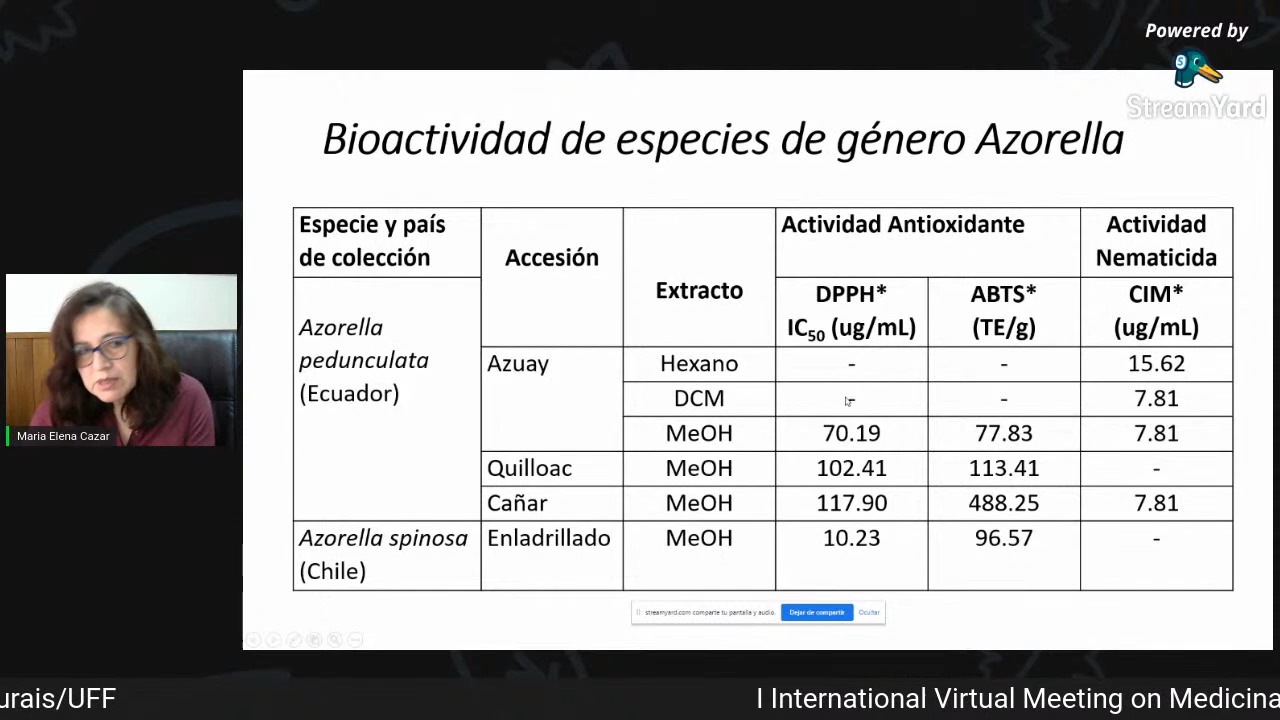 Powered by
StreamYard
Bioactividad de especies de género Azorella
Especie y país
de colección
Accesión
Extracto
Actividad Antioxidante
Actividad
Nematicida
DPPH*
IC50 (ug/mL)
ABTS*
(TE/g)
CIM*
(ug/mL)
Azorella
pedunculata
(Ecuador)
Azuay
Hexano - - 15.62
DCM - - 7.81
MeOH 70.19 77.83 7.81
Quilloac MeOH 102.41 113.41 -
Cañar MeOH 117.90 488.25 7.81
Azorella spinosa
(Chile)
Enladrillado MeOH 10.23 96.57 -
Maria Elena Cazar
streamyard.com comparte tu pantalla y audio. Dejar de compartir Ocultar
urais/UFF I International Virtual Meeting on Medicina